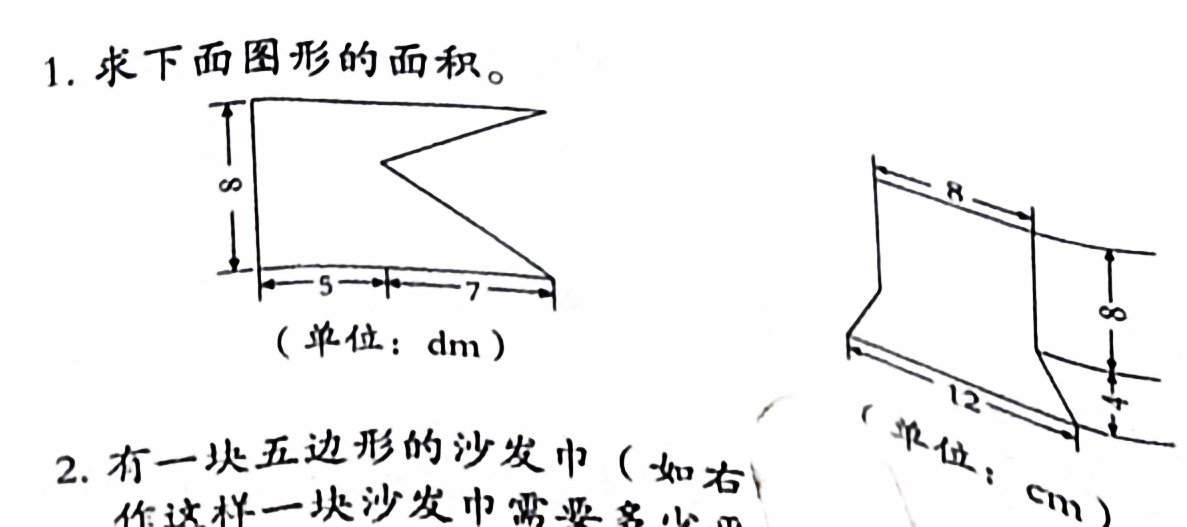 1. 求下面图形的面积。
8
5
7
(单位：dm)
8
8
4
12
(单位：cm)
2. 有一块五边形的沙发巾(如右
作这样一块沙发巾需要多少